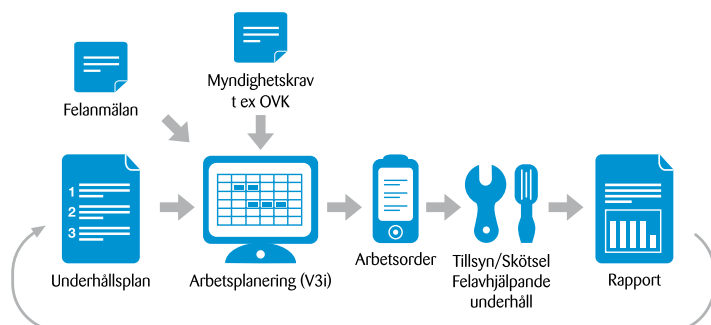 Felanmälan
Myndighetskrav
t ex OVK
1
2
3
Underhållsplan
Arbetsplanering (V3i)
Arbetsorder
Tillsyn/Skötsel
Felavhjälpande
underhåll
Rapport